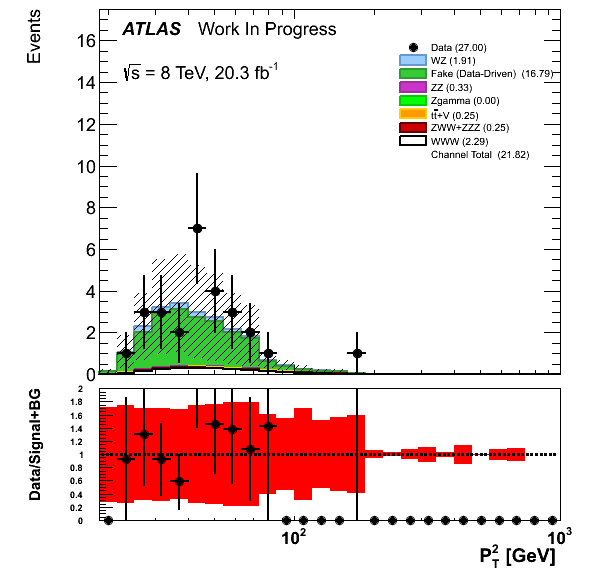 Events
ATLAS Work In Progress
√s = 8 TeV, 20.3 fb⁻¹
Data (27.00)
WZ (1.91)
Fake (Data-Driven) (16.79)
ZZ (0.33)
Zgamma (0.00)
tt̄+V (0.25)
ZWW+ZZZ (0.25)
WWW (2.29)
Channel Total (21.82)
16
14
12
10
8
6
4
2
0
Data/Signal+BG
2
1.8
1.6
1.4
1.2
1
0.8
0.6
0.4
0.2
0
10² 10³
P_T² [GeV]